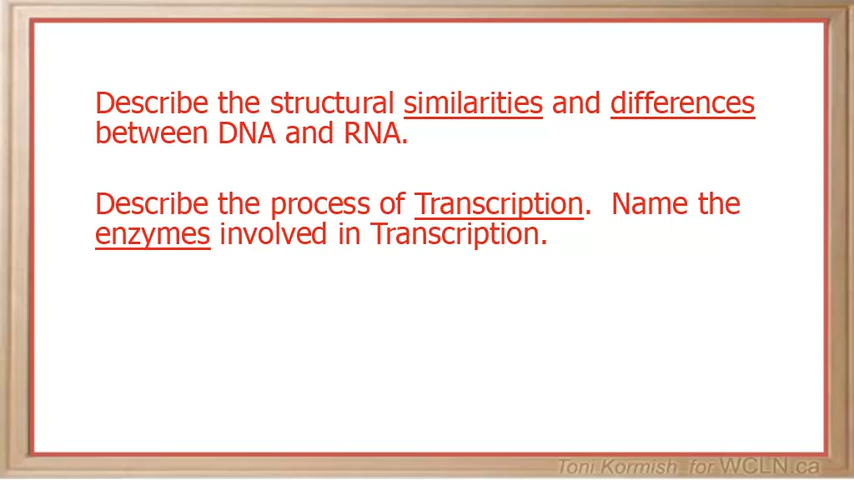 Describe the structural similarities and differences
between DNA and RNA.
Describe the process of Transcription.  Name the
enzymes involved in Transcription.
Toni Kormish for WCLN.ca